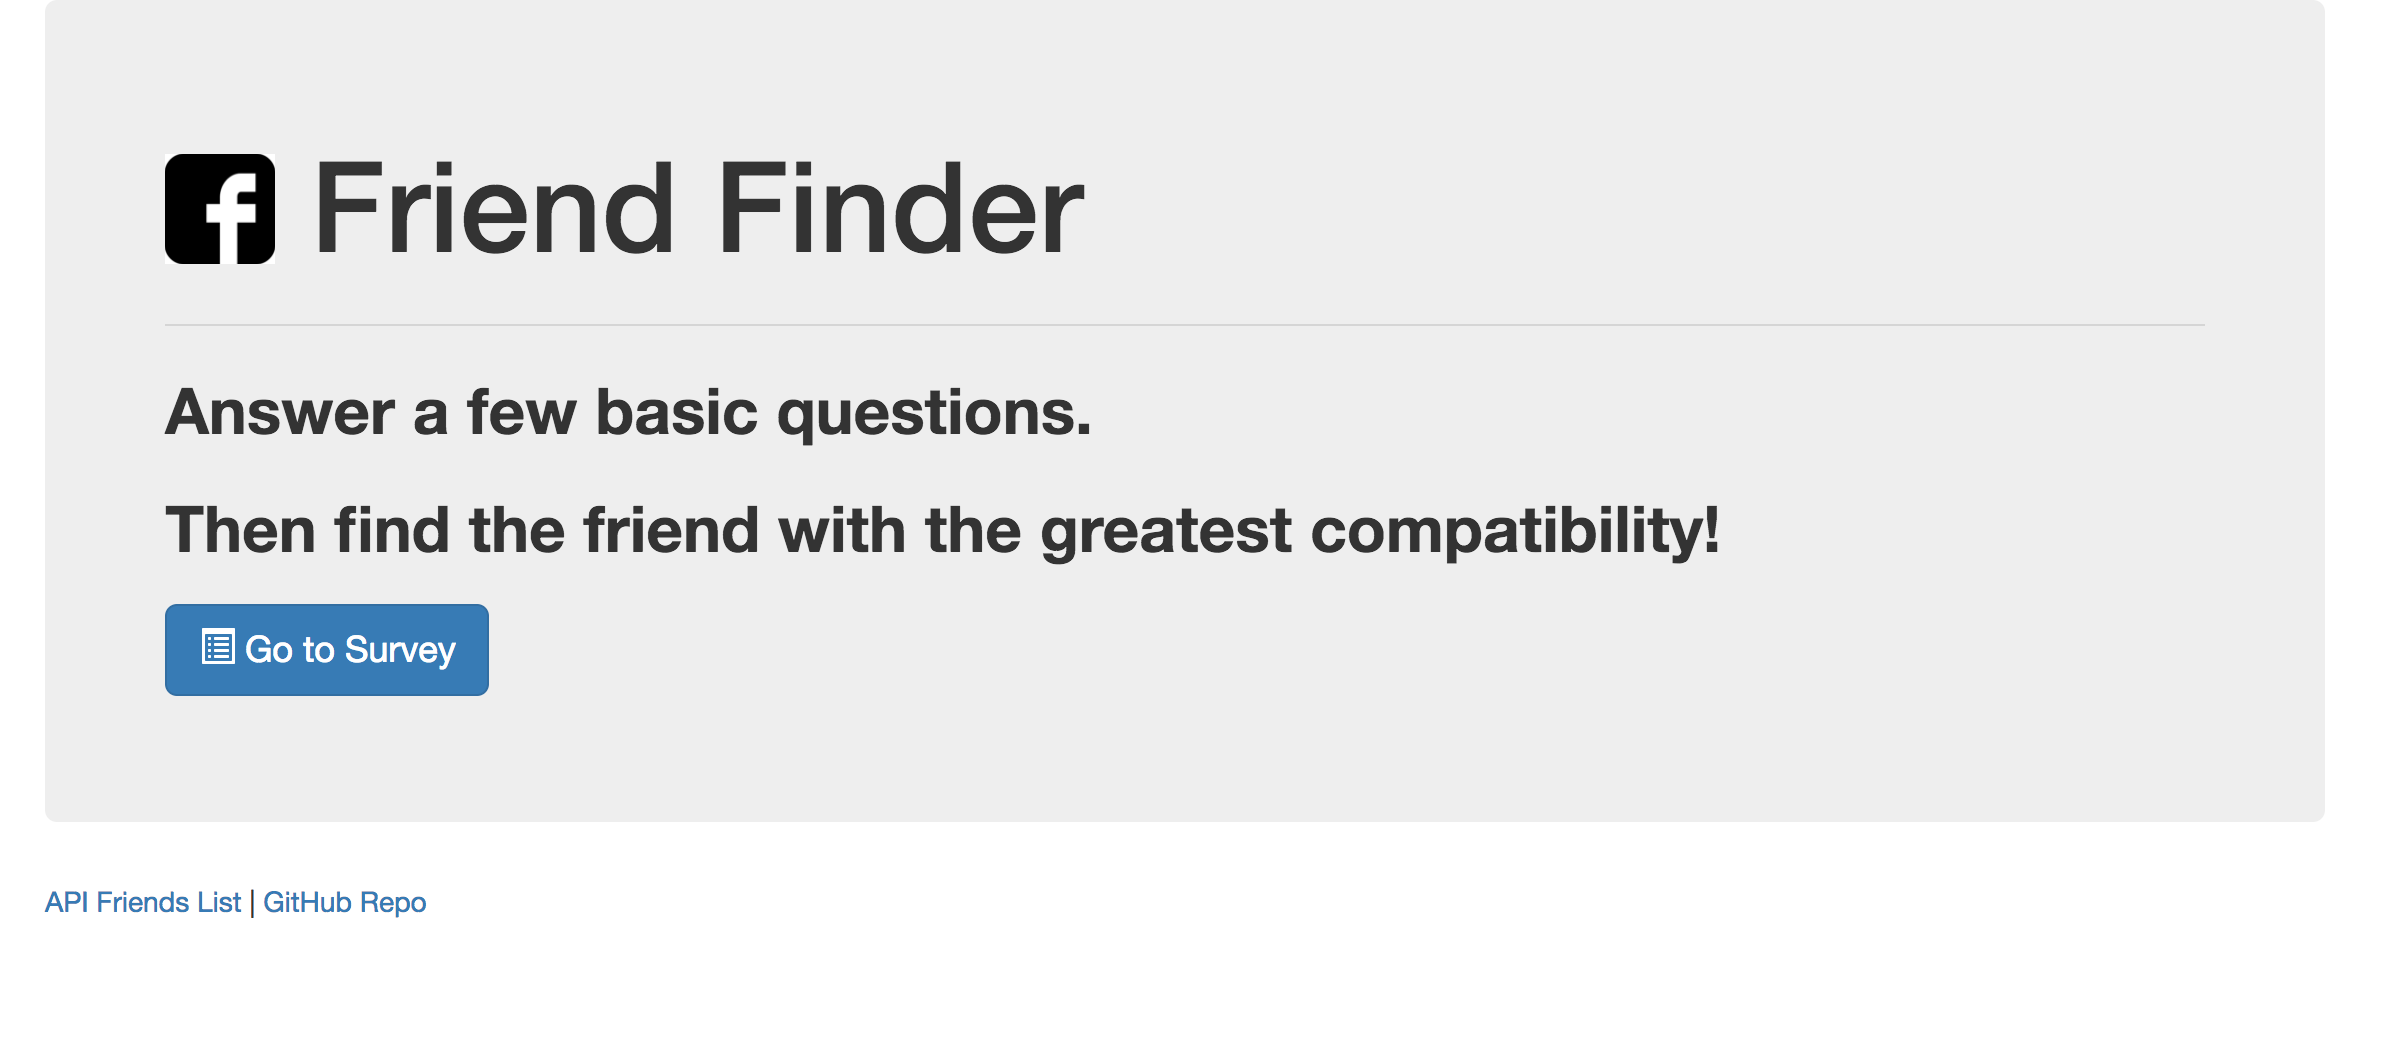 f Friend Finder
Answer a few basic questions.
Then find the friend with the greatest compatibility!
Go to Survey
API Friends List | GitHub Repo